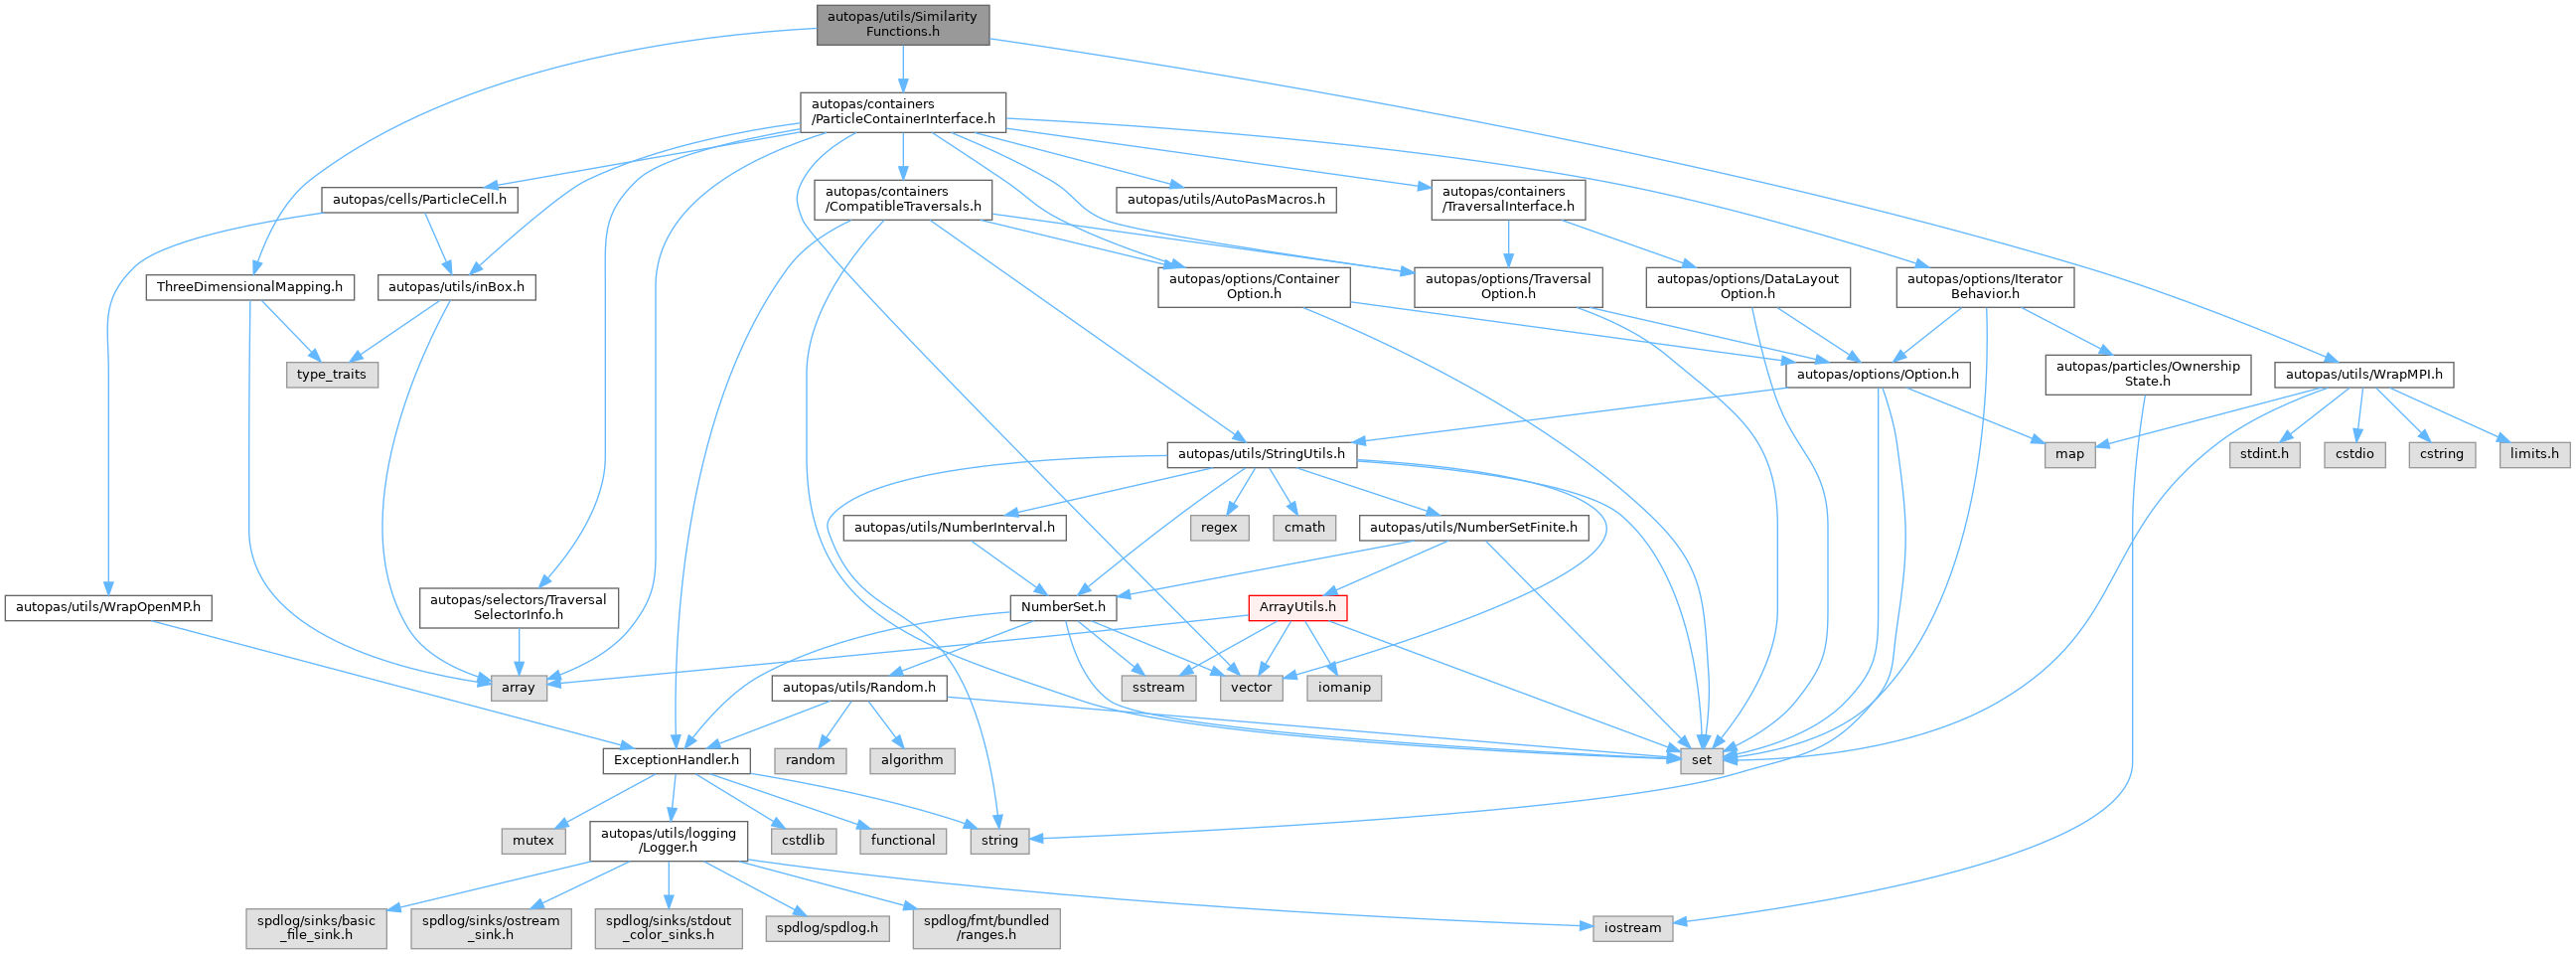 autopas/utils/Similarity
Functions.h
autopas/containers
/ParticleContainerInterface.h
autopas/cells/ParticleCell.h
autopas/containers
/CompatibleTraversals.h
autopas/utils/AutoPasMacros.h
autopas/containers
/TraversalInterface.h
ThreeDimensionalMapping.h
autopas/utils/inBox.h
autopas/options/Container
Option.h
autopas/options/Traversal
Option.h
autopas/options/DataLayout
Option.h
autopas/options/Iterator
Behavior.h
type_traits
autopas/options/Option.h
autopas/particles/Ownership
State.h
autopas/utils/WrapMPI.h
autopas/utils/StringUtils.h
map
stdint.h
cstdio
cstring
limits.h
autopas/utils/NumberInterval.h
regex
cmath
autopas/utils/NumberSetFinite.h
autopas/utils/WrapOpenMP.h
autopas/selectors/Traversal
SelectorInfo.h
NumberSet.h
ArrayUtils.h
array
autopas/utils/Random.h
sstream
vector
iomanip
ExceptionHandler.h
random
algorithm
set
mutex
autopas/utils/logging
/Logger.h
cstdlib
functional
string
spdlog/sinks/basic
_file_sink.h
spdlog/sinks/ostream
_sink.h
spdlog/sinks/stdout
_color_sinks.h
spdlog/spdlog.h
spdlog/fmt/bundled
/ranges.h
iostream